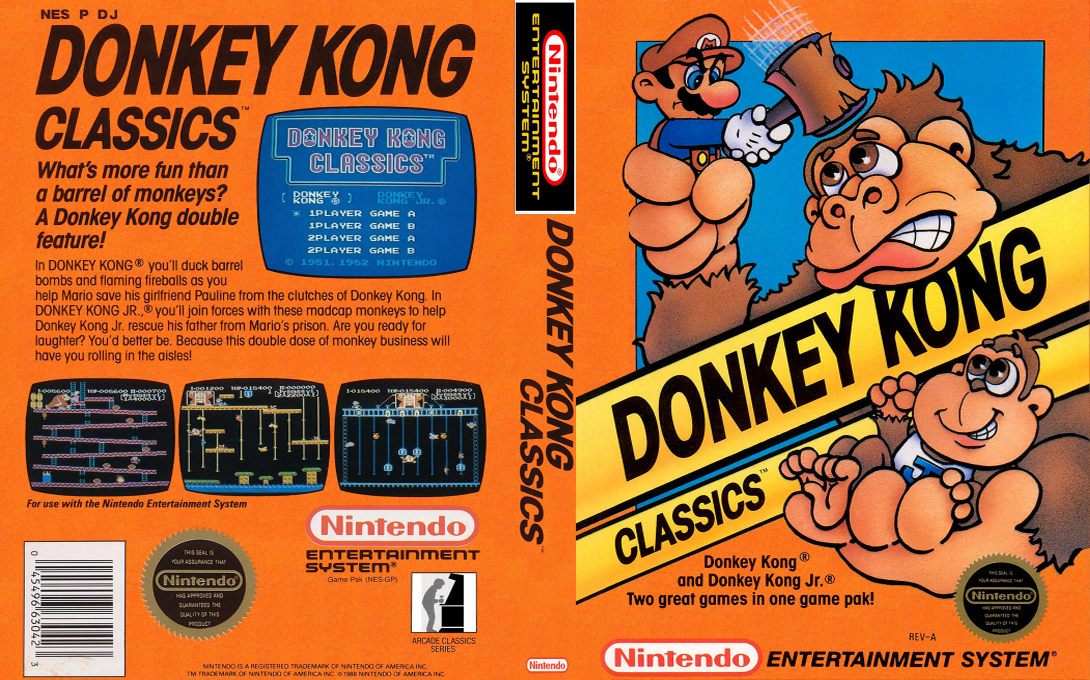 NES P DJ
DONKEY KONG
CLASSICS™
What's more fun than
a barrel of monkeys?
A Donkey Kong double
feature!
DONKEY KONG
CLASSICS™
DONKEY
KONG ®
DONKEY
KONG JR.®
1PLAYER GAME A
1PLAYER GAME B
2PLAYER GAME A
2PLAYER GAME B
© 1981, 1982 NINTENDO
In DONKEY KONG® you'll duck barrel
bombs and flaming fireballs as you
help Mario save his girlfriend Pauline from the clutches of Donkey Kong. In
DONKEY KONG JR.,® you'll join forces with these madcap monkeys to help
Donkey Kong Jr. rescue his father from Mario's prison. Are you ready for
laughter? You'd better be. Because this double dose of monkey business will
have you rolling in the aisles!
For use with the Nintendo Entertainment System
Nintendo
ENTERTAINMENT
SYSTEM®
Game Pak (NES-GP)
0 45496 63042 3
THIS SEAL IS
YOUR ASSURANCE THAT
Nintendo
HAS APPROVED AND
GUARANTEED THE
QUALITY OF THIS
PRODUCT
ARCADE CLASSICS
SERIES
NINTENDO IS A REGISTERED TRADEMARK OF NINTENDO OF AMERICA INC.
TM TRADEMARK OF NINTENDO OF AMERICA INC. © 1988 NINTENDO OF AMERICA INC.
Nintendo
ENTERTAINMENT
SYSTEM®
DONKEY KONG
CLASSICS™
Nintendo
M
DONKEY KONG
CLASSICS™
J
Donkey Kong®
and Donkey Kong Jr.®
Two great games in one game pak!
THIS SEAL IS
YOUR ASSURANCE THAT
Nintendo
HAS APPROVED AND
GUARANTEED THE
QUALITY OF THIS
PRODUCT
REV-A
Nintendo ENTERTAINMENT SYSTEM®